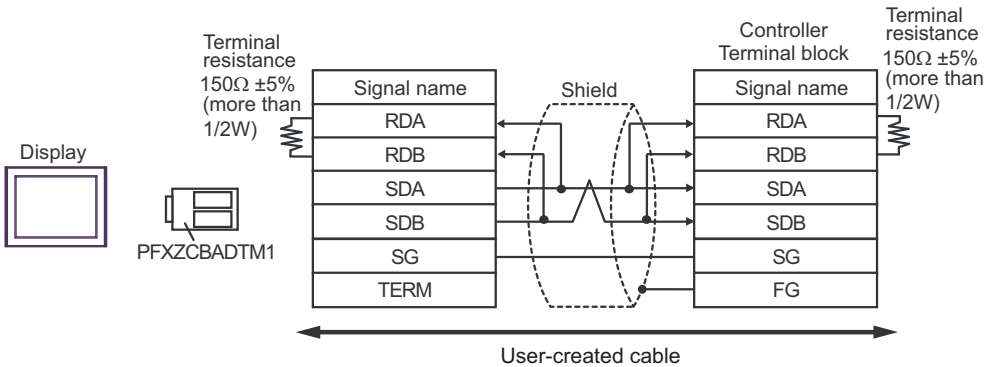 Display
PFXZCBADTM1
Terminal
resistance
150Ω ±5%
(more than
1/2W)
Signal name
RDA
RDB
SDA
SDB
SG
TERM
Shield
Controller
Terminal block
Signal name
RDA
RDB
SDA
SDB
SG
FG
Terminal
resistance
150Ω ±5%
(more than
1/2W)
User-created cable